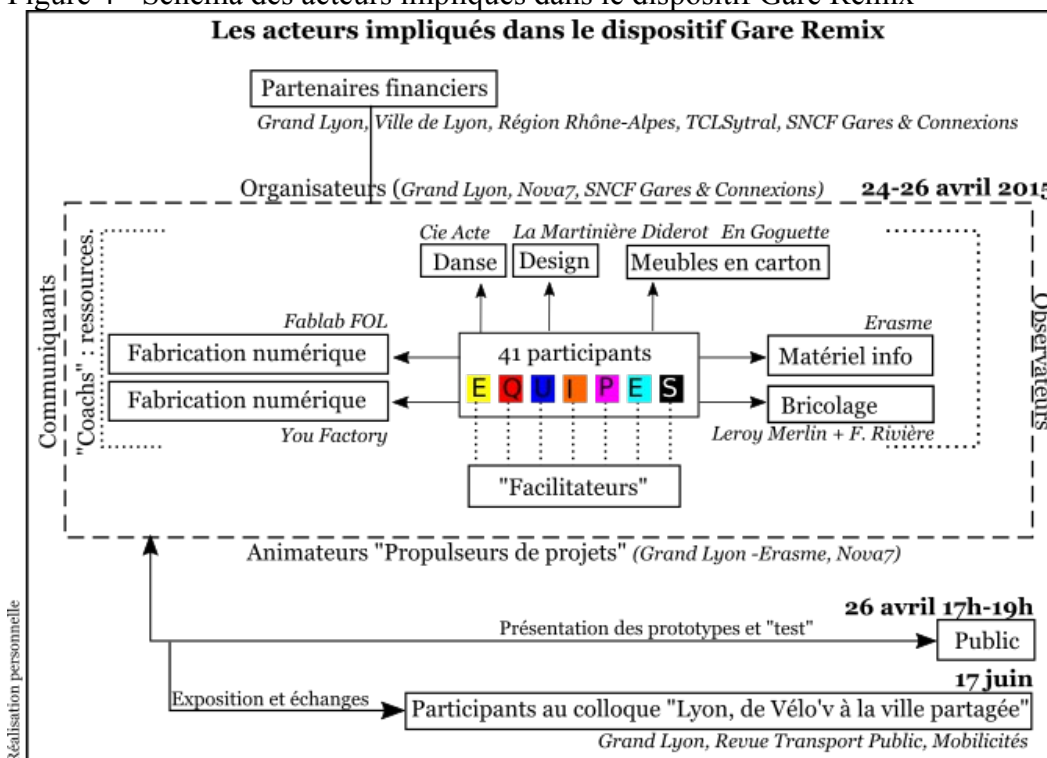 Figure 4 - Schéma des acteurs impliqués dans le dispositif Gare Remix
Les acteurs impliqués dans le dispositif Gare Remix
Partenaires financiers
Grand Lyon, Ville de Lyon, Région Rhône-Alpes, TCLSytral, SNCF Gares & Connexions
Organisateurs (Grand Lyon, Nova7, SNCF Gares & Connexions) 24-26 avril 2015
Communiquants
"Coachs" : ressources.
Observateurs
Cie Acte La Martinière Diderot En Goguette
Danse Design Meubles en carton
Fablab FOL
Fabrication numérique
Fabrication numérique
You Factory
41 participants
E Q U I P E S
"Facilitateurs"
Erasme
Matériel info
Bricolage
Leroy Merlin + F. Rivière
Animateurs "Propulseurs de projets" (Grand Lyon -Erasme, Nova7)
26 avril 17h-19h
Présentation des prototypes et "test"
Public
17 juin
Exposition et échanges
Participants au colloque "Lyon, de Vélo'v à la ville partagée"
Grand Lyon, Revue Transport Public, Mobilicités
Réalisation personnelle